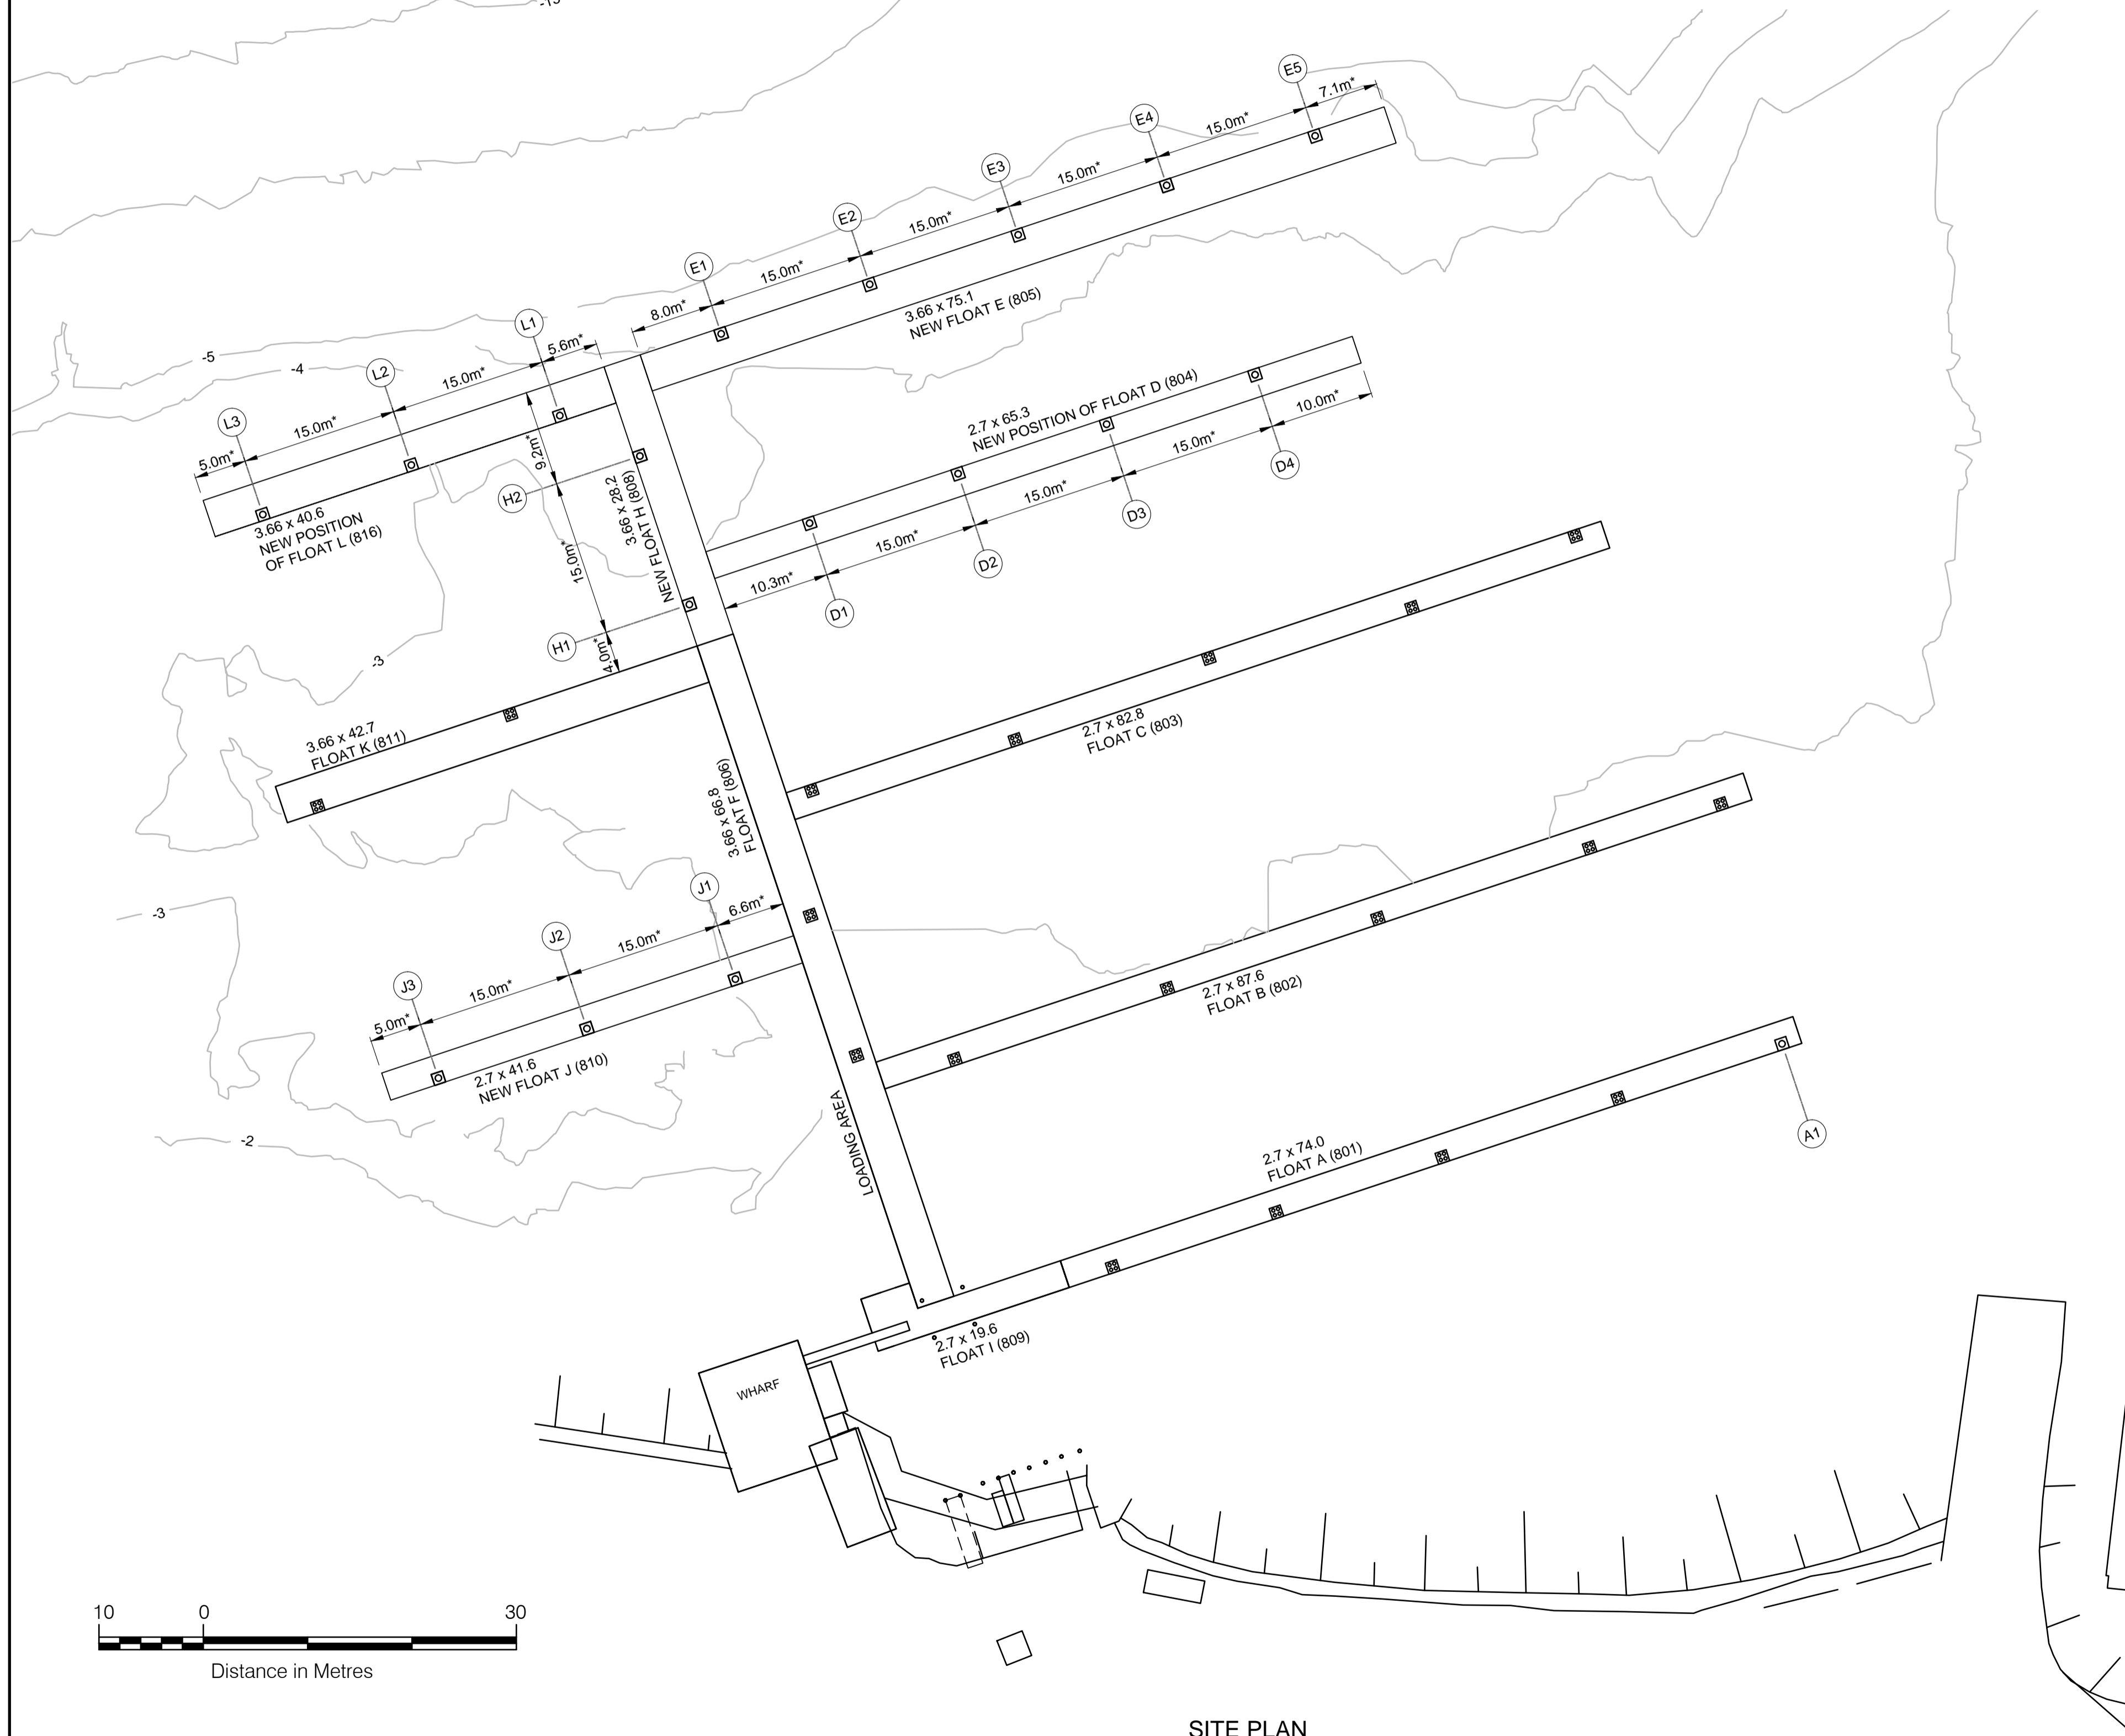 -15
E5
7.1m*
E4
15.0m*
E3
15.0m*
E2
15.0m*
E1
15.0m*
8.0m*
3.66 x 75.1
NEW FLOAT E (805)
L1
5.6m*
L2
15.0m*
L3
15.0m*
5.0m*
-5
-4
3.66 x 40.6
NEW POSITION
OF FLOAT L (816)
9.2m*
H2
15.0m*
H1
4.0m*
3.66 x 28.2
NEW FLOAT H (808)
2.7 x 65.3
NEW POSITION OF FLOAT D (804)
10.0m*
D4
15.0m*
D3
15.0m*
D2
15.0m*
10.3m*
D1
-3
3.66 x 42.7
FLOAT K (811)
2.7 x 82.8
FLOAT C (803)
3.66 x 66.8
FLOAT F (806)
-3
J1
6.6m*
J2
15.0m*
J3
15.0m*
5.0m*
2.7 x 41.6
NEW FLOAT J (810)
2.7 x 87.6
FLOAT B (802)
-2
LOADING AREA
2.7 x 74.0
FLOAT A (801)
A1
2.7 x 19.6
FLOAT I (809)
WHARF
10 0 30
Distance in Metres
SITE PLAN